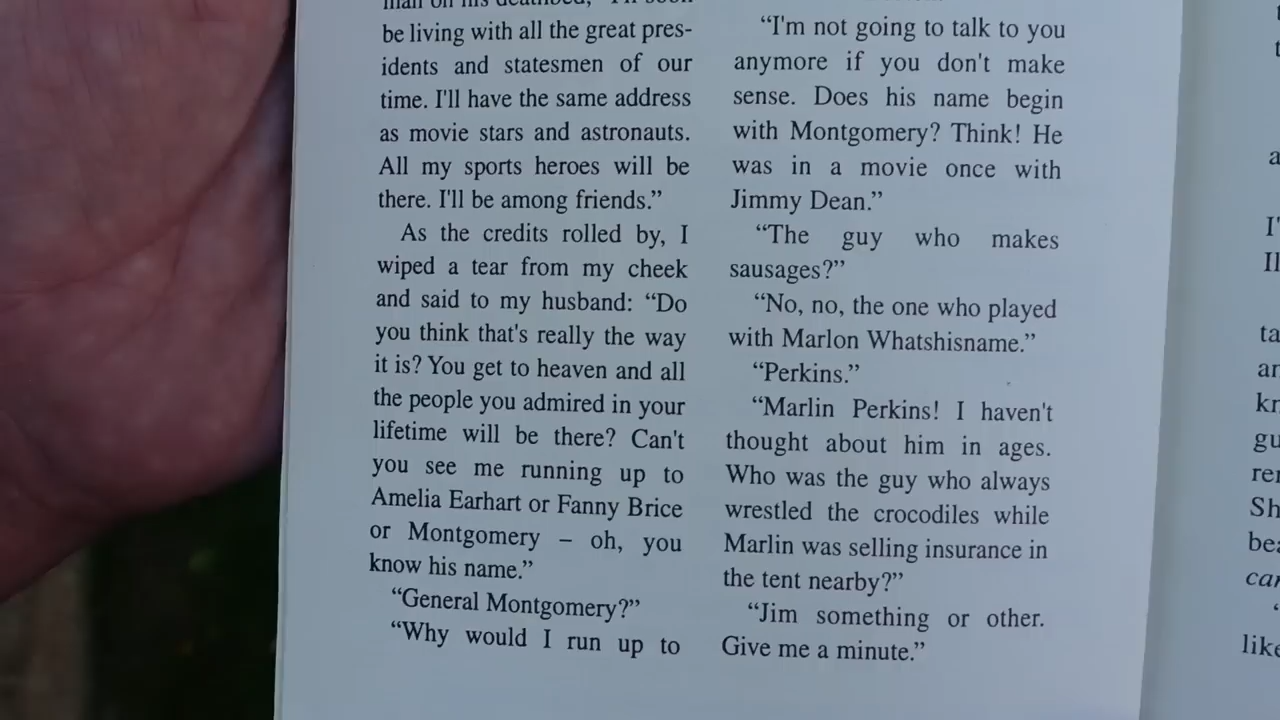 man on his deathbed, "I'll soon
be living with all the great pres-
idents and statesmen of our
time. I'll have the same address
as movie stars and astronauts.
All my sports heroes will be
there. I'll be among friends.”
As the credits rolled by, I
wiped a tear from my cheek
and said to my husband: “Do
you think that's really the way
it is? You get to heaven and all
the people you admired in your
lifetime will be there? Can't
you see me running up to
Amelia Earhart or Fanny Brice
or Montgomery – oh, you
know his name.”
“General Montgomery?”
“Why would I run up to
“I'm not going to talk to you
anymore if you don't make
sense. Does his name begin
with Montgomery? Think! He
was in a movie once with
Jimmy Dean.”
“The guy who makes
sausages?”
“No, no, the one who played
with Marlon Whatshisname.”
“Perkins.”
“Marlin Perkins! I haven't
thought about him in ages.
Who was the guy who always
wrestled the crocodiles while
Marlin was selling insurance in
the tent nearby?”
“Jim something or other.
Give me a minute.”